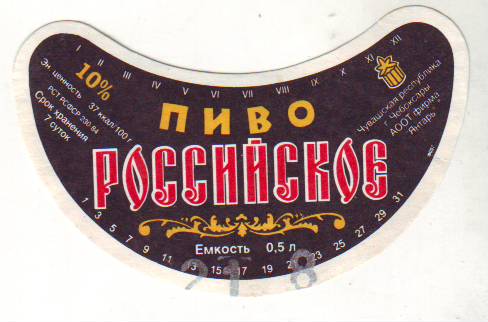 I II III IV V VI VII VIII IX X XI XII
10%
Эн. ценность 37 ккал/100 г
РСТ РСФСР 230-84
Срок хранения
7 суток
ПИВО
РОССИЙСКОЕ
Чувашская республика
г. Чебоксары
АООТ фирма
"Янтарь"
Емкость 0,5 л
1 3 5 7 9 11 13 15 17 19 21 23 25 27 29 31